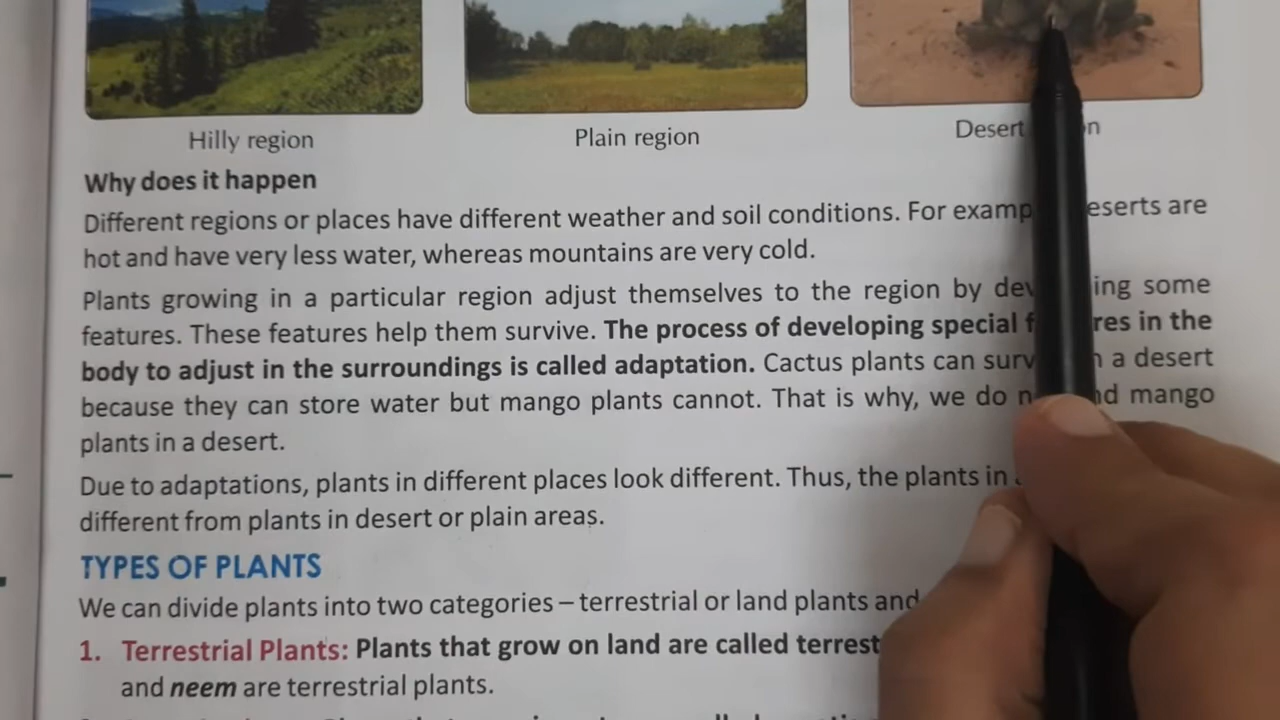 Hilly region
Plain region
Desert
Why does it happen
Different regions or places have different weather and soil conditions. For examp eserts are
hot and have very less water, whereas mountains are very cold.
Plants growing in a particular region adjust themselves to the region by dev ing some
features. These features help them survive. The process of developing special f res in the
body to adjust in the surroundings is called adaptation. Cactus plants can surv a desert
because they can store water but mango plants cannot. That is why, we do n d mango
plants in a desert.
Due to adaptations, plants in different places look different. Thus, the plants in
different from plants in desert or plain areas.
TYPES OF PLANTS
We can divide plants into two categories – terrestrial or land plants and
1. Terrestrial Plants: Plants that grow on land are called terrest
and neem are terrestrial plants.